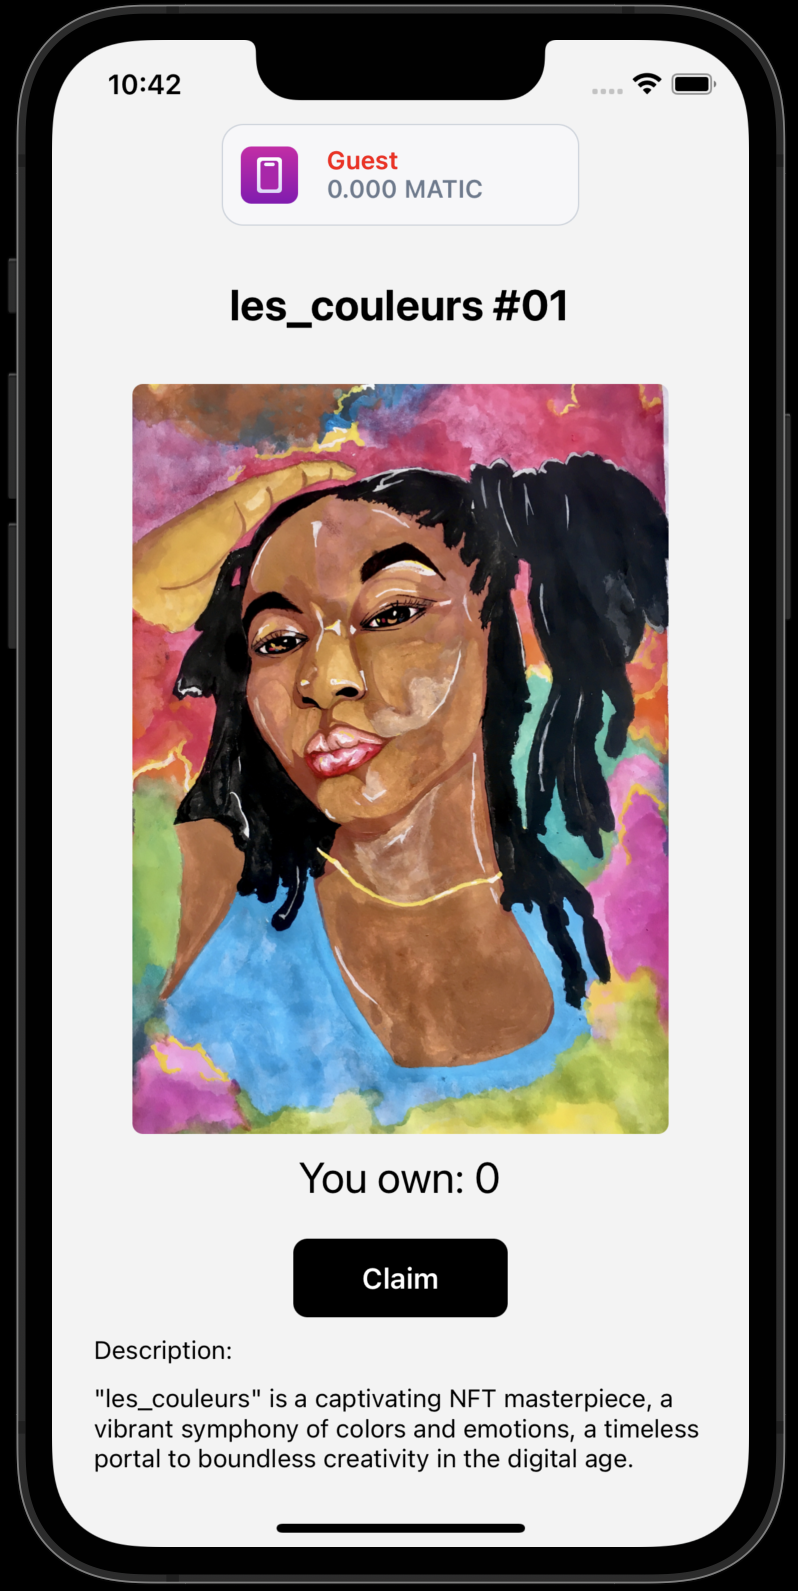 10:42
Guest
0.000 MATIC
les_couleurs #01
You own: 0
Claim
Description:
"les_couleurs" is a captivating NFT masterpiece, a
vibrant symphony of colors and emotions, a timeless
portal to boundless creativity in the digital age.